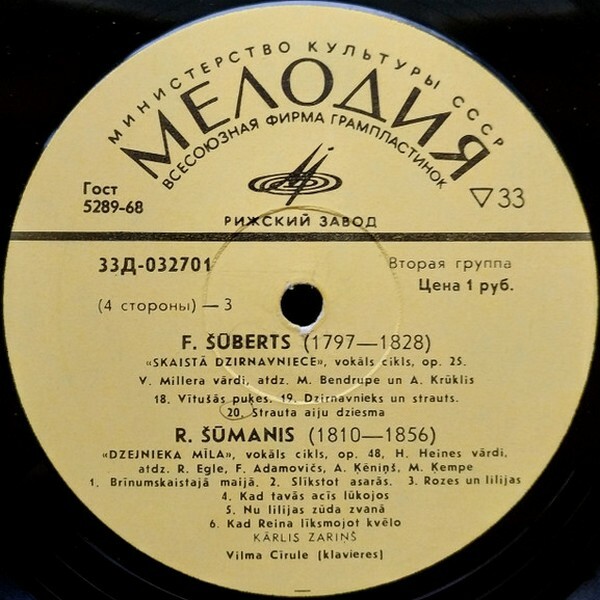 МИНИСТЕРСТВО КУЛЬТУРЫ СССР
МЕЛОДИЯ
ВСЕСОЮЗНАЯ ФИРМА ГРАМПЛАСТИНОК
Гост
5289-68
33
РИЖСКИЙ ЗАВОД
33Д-032701
Вторая группа
Цена 1 руб.
(4 стороны) — 3
F. ŠŪBERTS (1797—1828)
«SKAISTĀ DZIRNAVNIECE», vokāls cikls, op. 25.
V. Millera vārdi, atdz. M. Bendrupe un A. Krūklis
18. Vītušās puķes. 19. Dzirnavnieks un strauts.
20. Strauta aiju dziesma
R. ŠŪMANIS (1810—1856)
«DZEJNIEKA MĪLA», vokāls cikls, op. 48, H. Heines vārdi,
atdz. R. Egle, F. Adamovičs, A. Ķēniņš, M. Ķempe
1. Brīnumskaistajā maijā. 2. Slīkstot asarās. 3. Rozes un lilijas
4. Kad tavās acīs lūkojos
5. Nu lilijas zūda zvanā
6. Kad Reina līksmojot kvēlo
KĀRLIS ZARIŅŠ
Vilma Cīrule (klavieres)